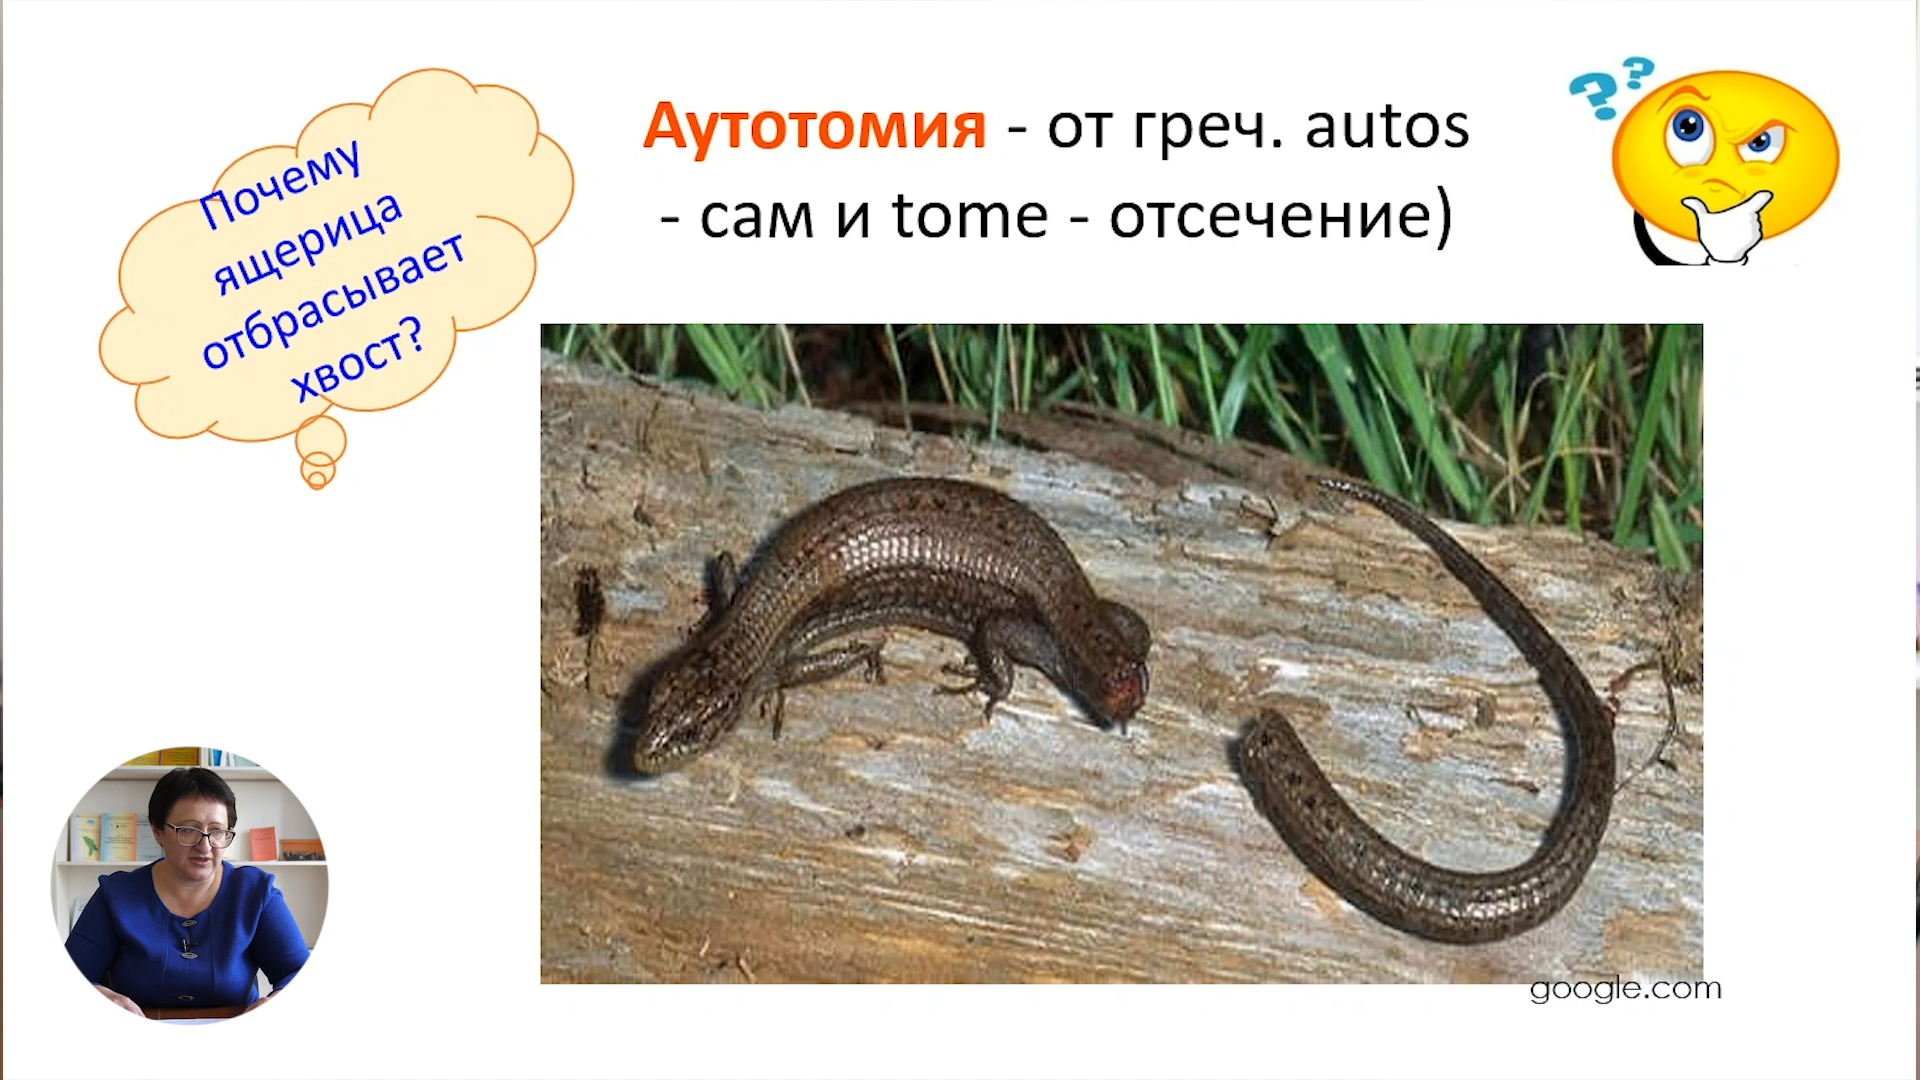 Почему
ящерица
отбрасывает
хвост?
Аутотомия - от греч. autos
- сам и tome - отсечение)
? ?
google.com